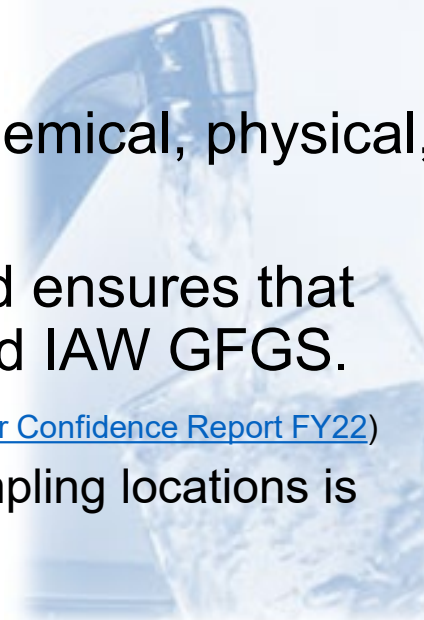 emical, physical,
d ensures that
d IAW GFGS.
r Confidence Report FY22)
pling locations is